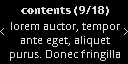 contents (9/18)
lorem auctor, tempor
< ante eget, aliquet >
purus. Donec fringilla